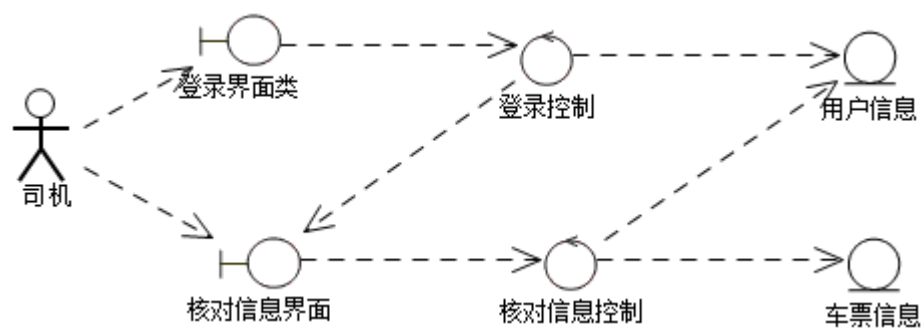 登录界面类
登录控制
用户信息
司机
核对信息界面
核对信息控制
车票信息